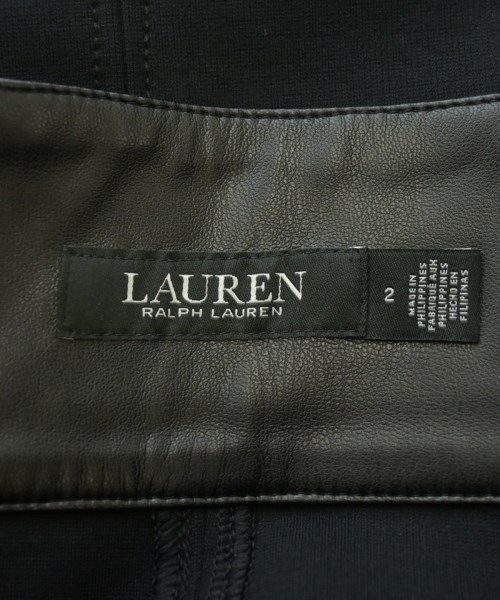 LAUREN
RALPH LAUREN
2
MADE IN
PHILIPPINES
FABRIQUÉ AUX
PHILIPPINES
HECHO EN
FILIPINAS